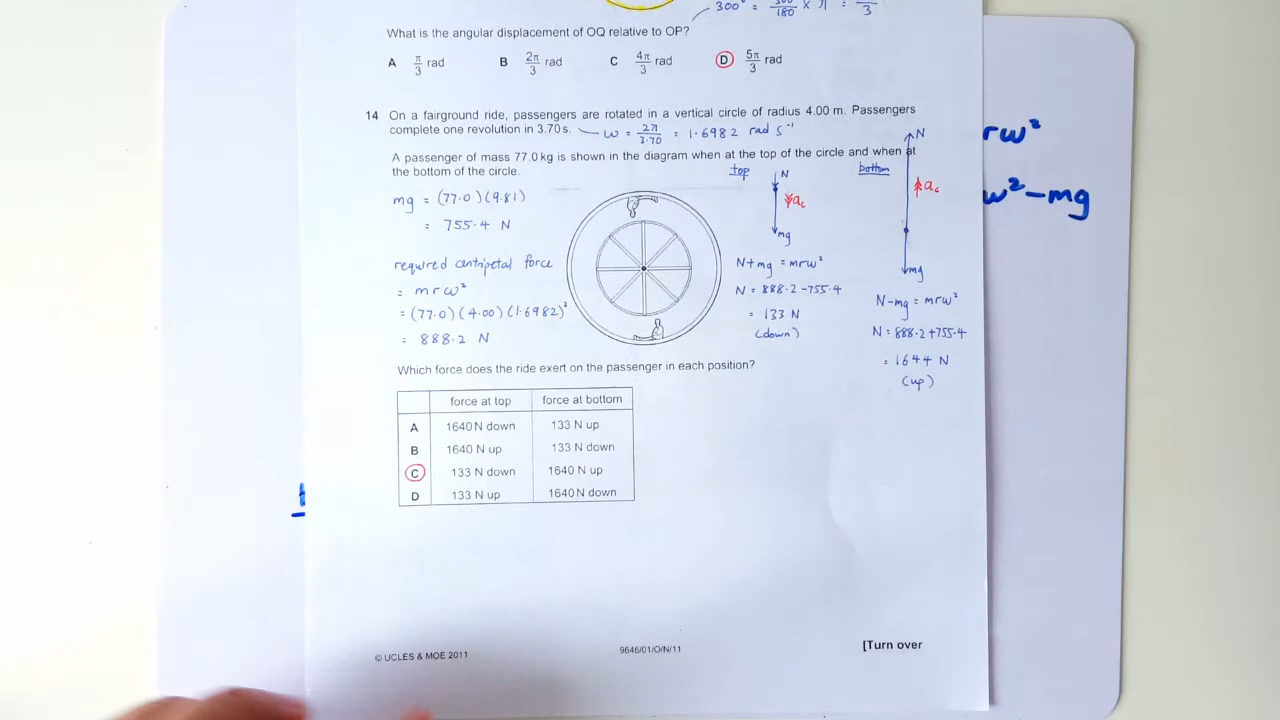 300° = 300/180 × π = /3
What is the angular displacement of OQ relative to OP?
A π/3 rad B 2π/3 rad C 4π/3 rad D 5π/3 rad
14 On a fairground ride, passengers are rotated in a vertical circle of radius 4.00 m. Passengers
complete one revolution in 3.70 s. ω = 2π/3.70 = 1.6982 rad s⁻¹
A passenger of mass 77.0 kg is shown in the diagram when at the top of the circle and when at
the bottom of the circle.
mg = (77.0)(9.81)
= 755.4 N
required centripetal force
= mrω²
= (77.0)(4.00)(1.6982)²
= 888.2 N
top
N
ac
mg
N+mg = mrω²
N = 888.2 - 755.4
= 133 N
(down)
bottom
N
ac
mg
N-mg = mrω²
N = 888.2 + 755.4
= 1644 N
(up)
rω²
ω² - mg
Which force does the ride exert on the passenger in each position?
force at top force at bottom
A 1640 N down 133 N up
B 1640 N up 133 N down
C 133 N down 1640 N up
D 133 N up 1640 N down
© UCLES & MOE 2011
9646/01/O/N/11
[Turn over